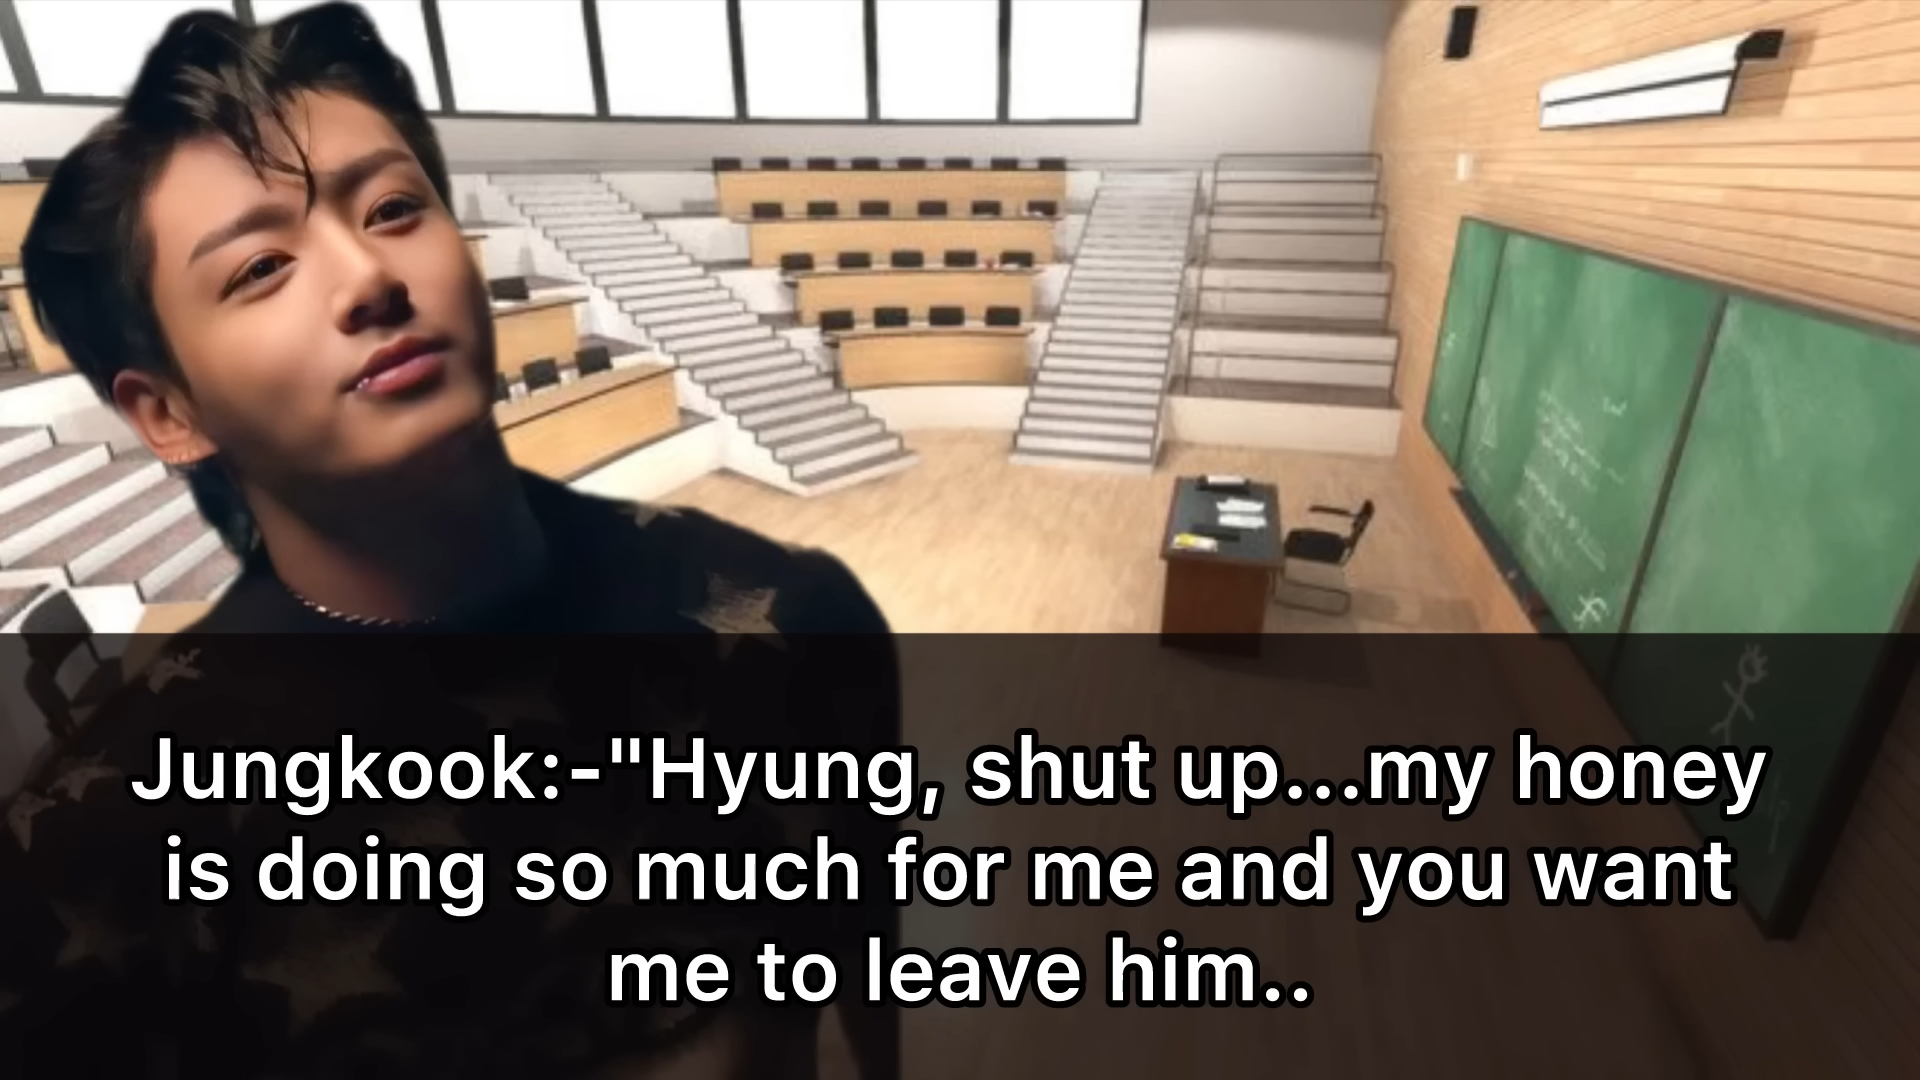 Jungkook:-"Hyung, shut up...my honey
is doing so much for me and you want
me to leave him..